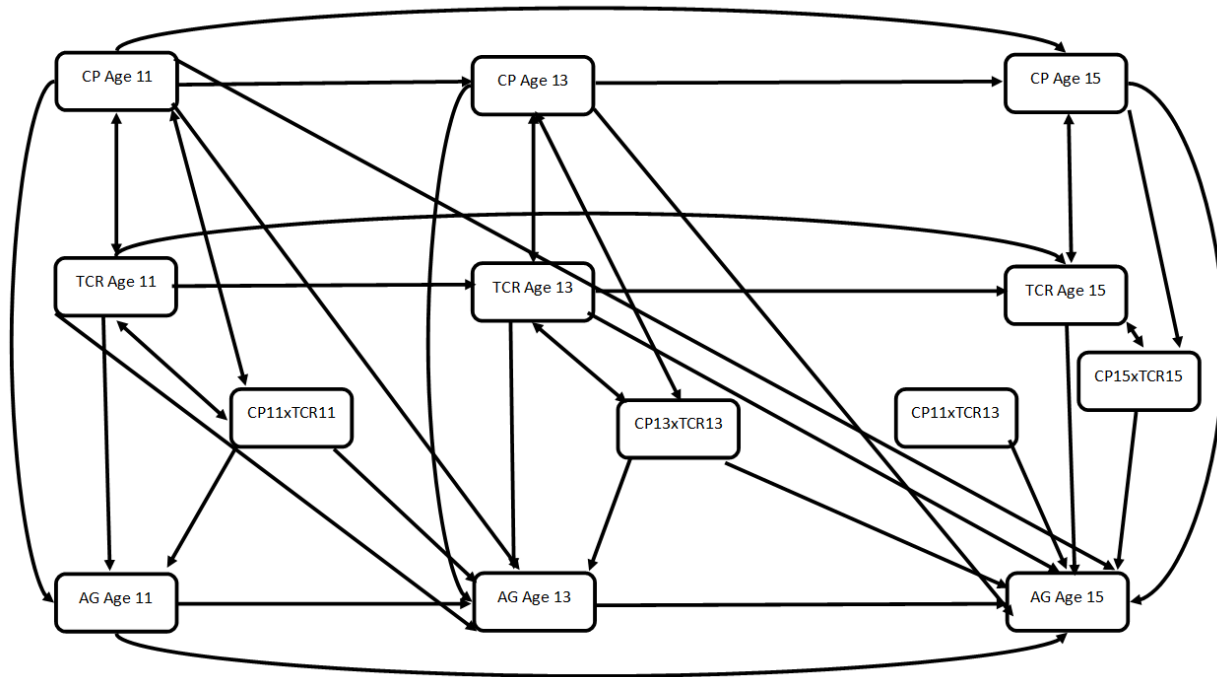 CP Age 11
CP Age 13
CP Age 15
TCR Age 11
TCR Age 13
TCR Age 15
CP15xTCR15
CP11xTCR11
CP13xTCR13
CP11xTCR13
AG Age 11
AG Age 13
AG Age 15